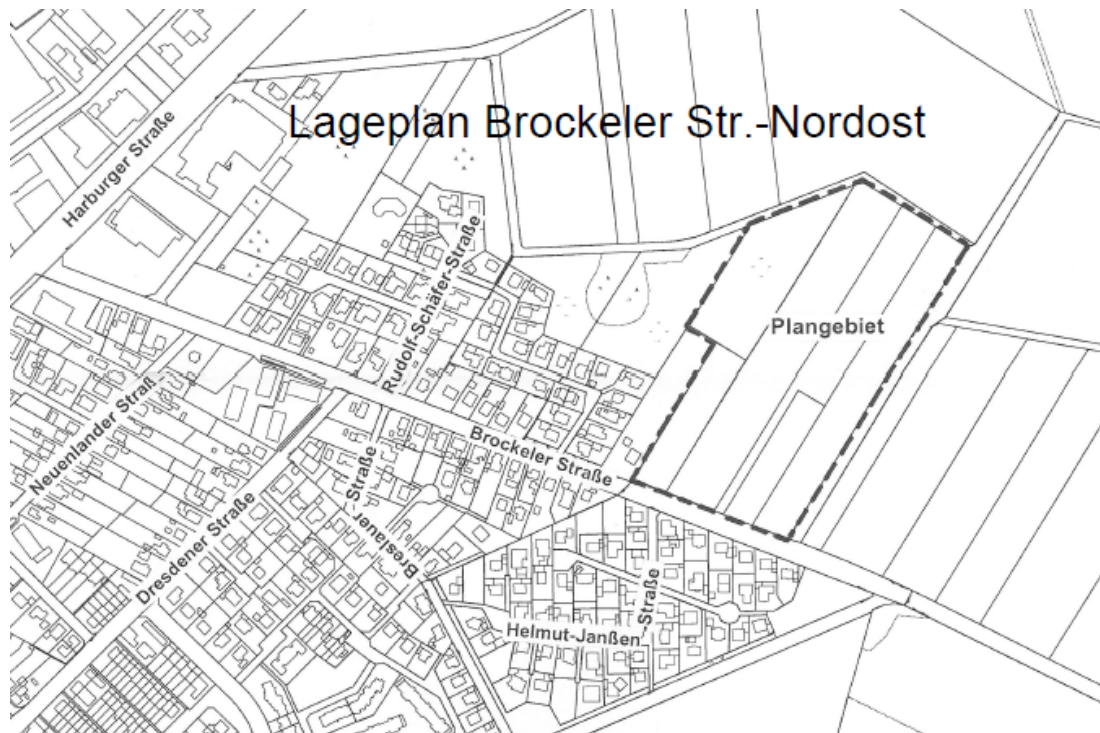 Lageplan Brockeler Str.-Nordost
Harburger Straße
Rudolf-Schäfer-Straße
Plangebiet
Neuenlander Straß
Brockeler Straße
Dresdener Straße
Breslauer-Straße
Helmut-Janßen-Straße